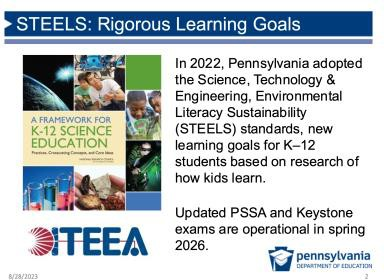 STEELS: Rigorous Learning Goals
A FRAMEWORK FOR
K-12 SCIENCE
EDUCATION
Practices, Crosscutting Concepts, and Core Ideas
In 2022, Pennsylvania adopted
the Science, Technology &
Engineering, Environmental
Literacy Sustainability
(STEELS) standards, new
learning goals for K–12
students based on research of
how kids learn.
Updated PSSA and Keystone
exams are operational in spring
2026.
ITEEA
pennsylvania
DEPARTMENT OF EDUCATION
8/28/2023
2